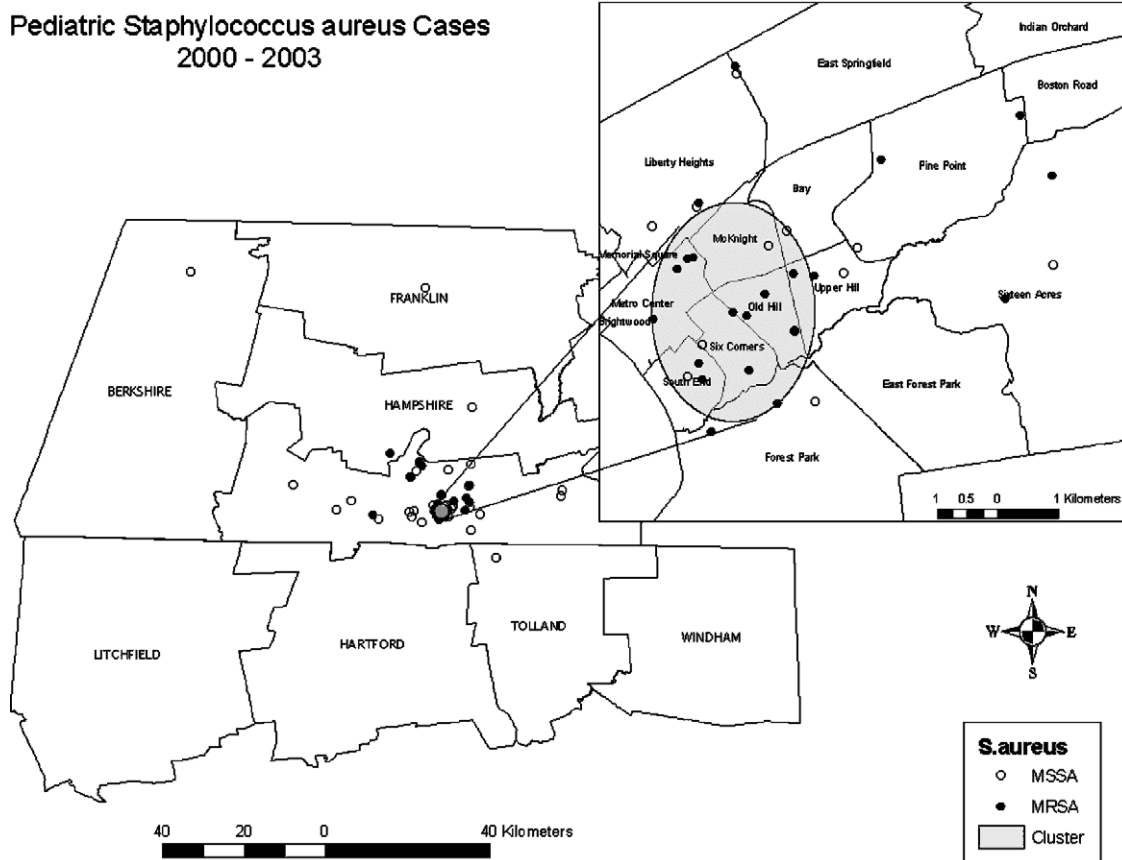 Pediatric Staphylococcus aureus Cases
2000 - 2003
Indian Orchard
East Springfield
Boston Road
Liberty Heights
Pine Point
Bay
McKnight
Memorial Square
Upper Hill
Sixteen Acres
Metro Center
Old Hill
Brightwood
Six Corners
South End
East Forest Park
Forest Park
1 0.5 0 1 Kilometers
FRANKLIN
BERKSHIRE
HAMPSHIRE
TOLLAND
HARTFORD
WINDHAM
LITCHFIELD
N
W E
S
S.aureus
MSSA
MRSA
Cluster
40 20 0 40 Kilometers